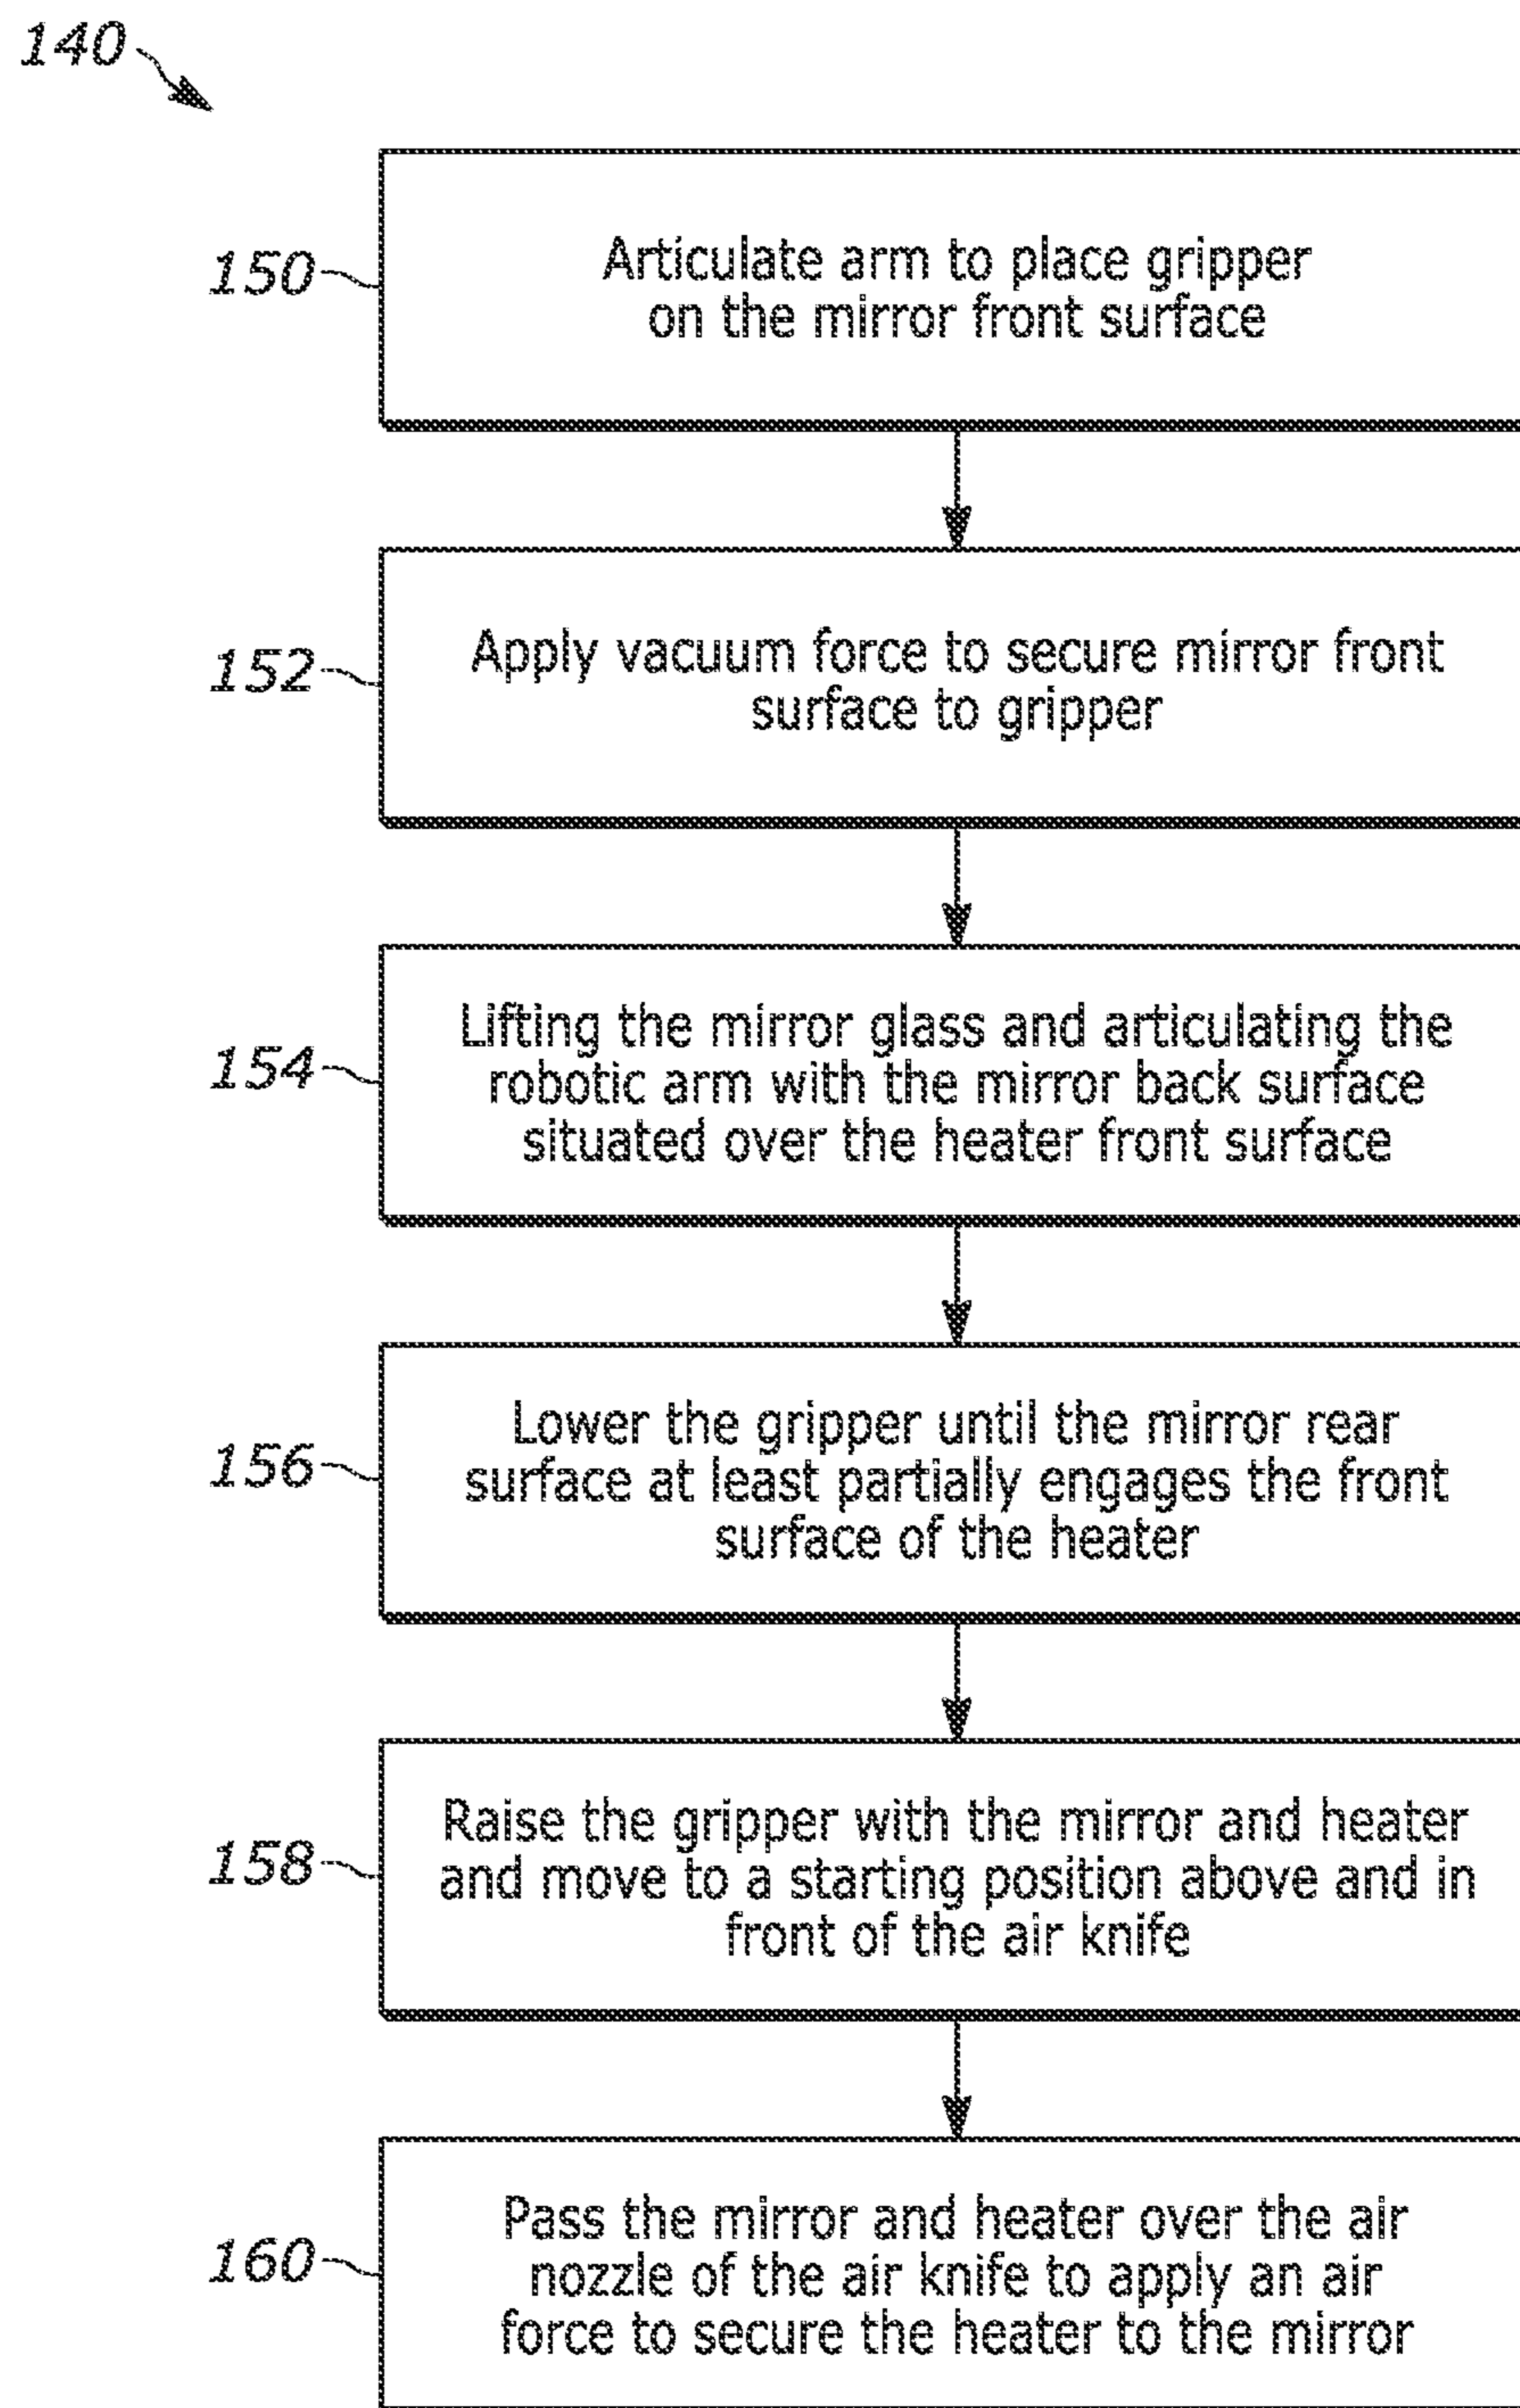 140
150
Articulate arm to place gripper
on the mirror front surface
152
Apply vacuum force to secure mirror front
surface to gripper
154
Lifting the mirror glass and articulating the
robotic arm with the mirror back surface
situated over the heater front surface
156
Lower the gripper until the mirror rear
surface at least partially engages the front
surface of the heater
158
Raise the gripper with the mirror and heater
and move to a starting position above and in
front of the air knife
160
Pass the mirror and heater over the air
nozzle of the air knife to apply an air
force to secure the heater to the mirror